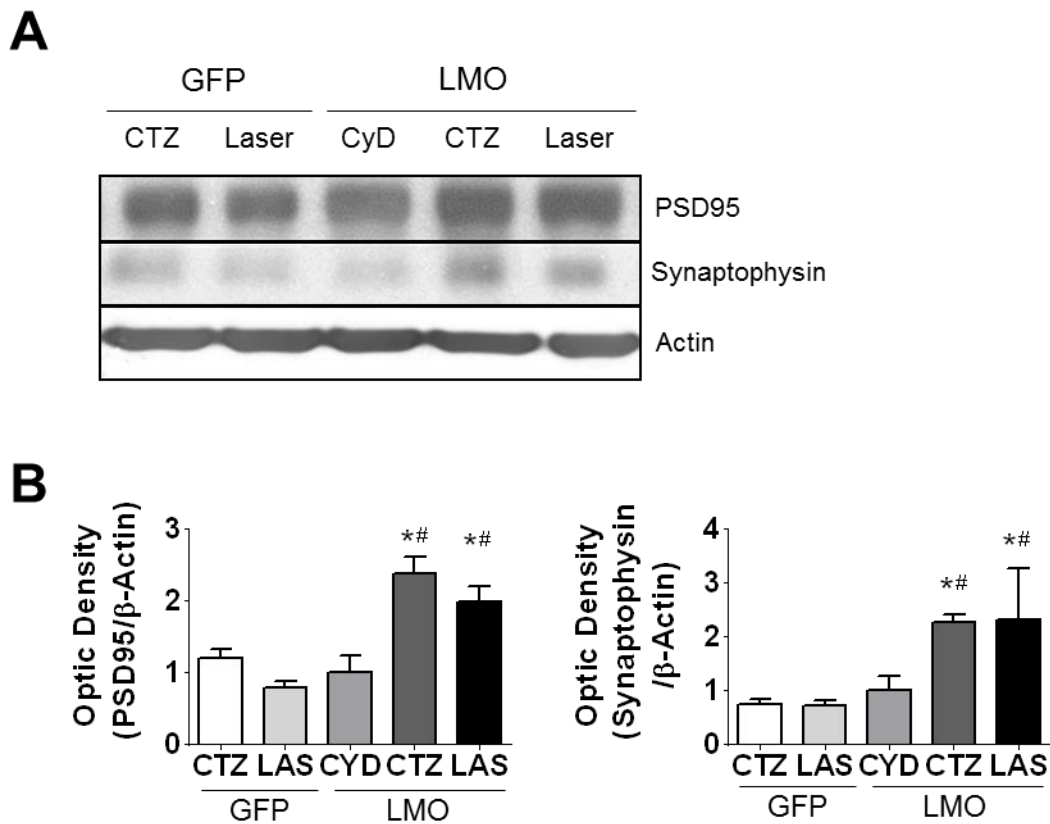 A
GFP LMO
CTZ Laser CyD CTZ Laser
PSD95
Synaptophysin
Actin
B
Optic Density
(PSD95/β-Actin)
3
2
1
0
*# *#
CTZ LAS CYD CTZ LAS
GFP LMO
Optic Density
(Synaptophysin
/β-Actin)
4
3
2
1
0
*#
*#
CTZ LAS CYD CTZ LAS
GFP LMO